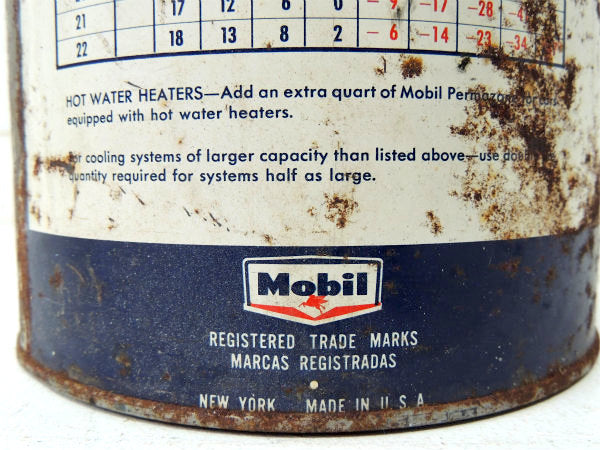 21 17 12 6 0 −9 −17 −28
22 18 13 8 2 −6 −14 −23 −34
HOT WATER HEATERS—Add an extra quart of Mobil
equipped with hot water heaters.
For cooling systems of larger capacity than listed above—use
quantity required for systems half as large.
Mobil
REGISTERED TRADE MARKS
MARCAS REGISTRADAS
NEW YORK MADE IN U.S.A.